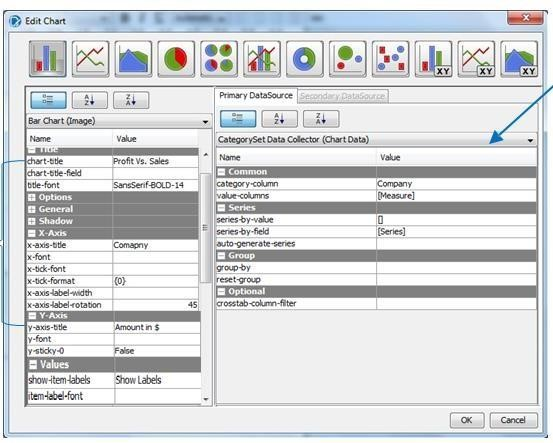 Edit Chart
XY
XY
XY
A
Z
Z
A
Primary DataSource
Secondary DataSource
A
Z
Z
A
Bar Chart (Image)
CategorySet Data Collector (Chart Data)
Name Value
Title
chart-title Profit Vs. Sales
chart-title-field
title-font SansSerif-BOLD-14
Options
General
Shadow
X-Axis
x-axis-title Comapny
x-font
x-tick-font
x-tick-format {0}
x-axis-label-width
x-axis-label-rotation 45
Y-Axis
y-axis-title Amount in $
y-font
y-sticky-0 False
Values
show-item-labels Show Labels
item-label-font
Name Value
Common
category-column Company
value-columns [Measure]
Series
series-by-value []
series-by-field [Series]
auto-generate-series
Group
group-by
reset-group
Optional
crosstab-column-filter
OK
Cancel